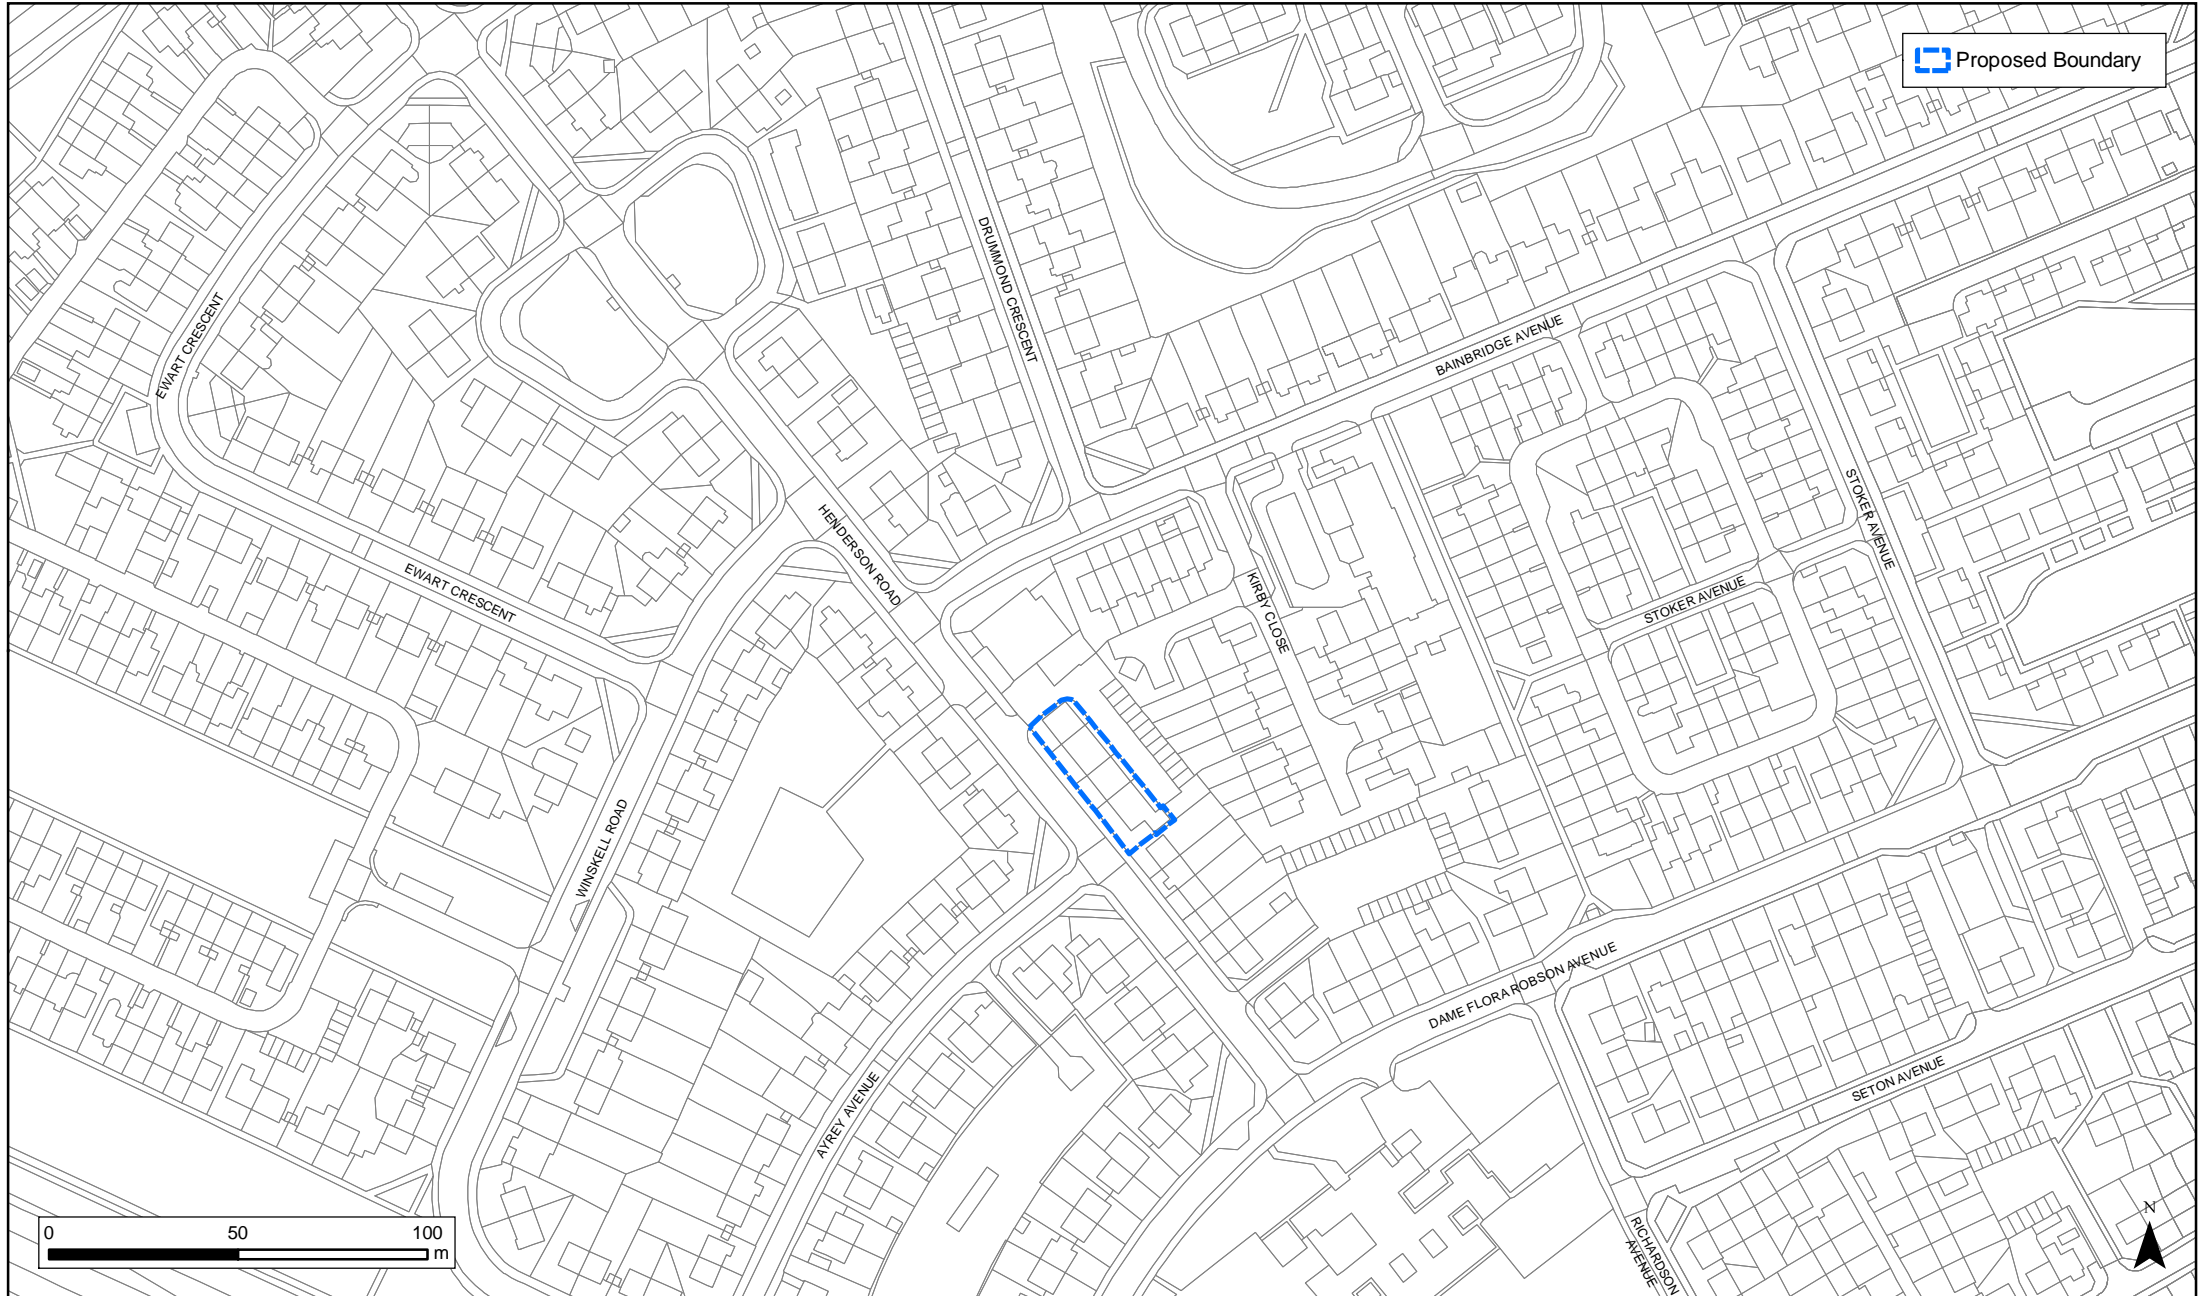 Proposed Boundary
DRUMMOND CRESCENT
EWART CRESCENT
BAINBRIDGE AVENUE
STOKER AVENUE
HENDERSON ROAD
EWART CRESCENT
KIRBY CLOSE
STOKER AVENUE
WINSKELL ROAD
DAME FLORA ROBSON AVENUE
AYREY AVENUE
SETON AVENUE
RICHARDSON
AVENUE
N
0 50 100
m